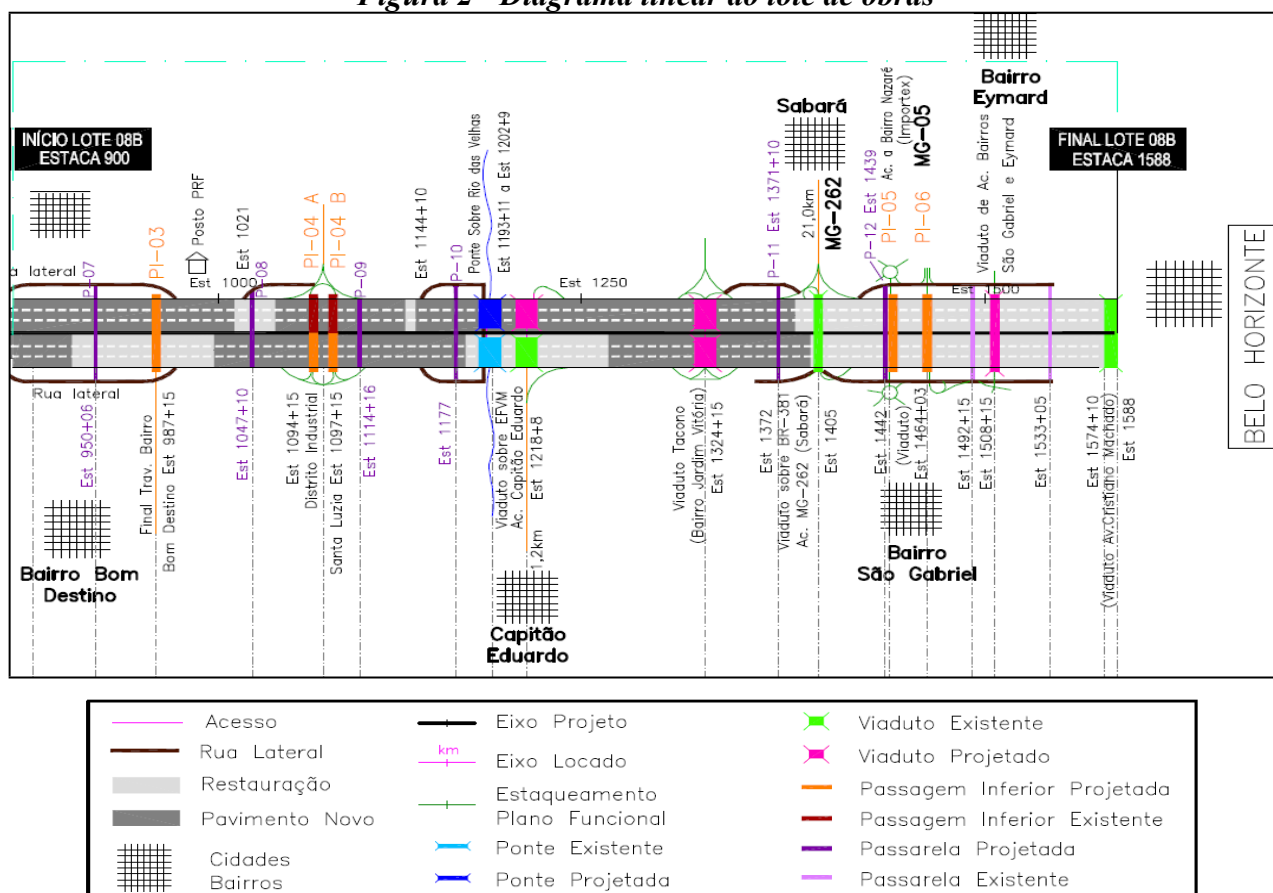 Figura 2 - Diagrama linear do lote de obras
Bairro
Eymard
Sabará
INÍCIO LOTE 08B
ESTACA 900
FINAL LOTE 08B
ESTACA 1588
Posto PRF
Est 1021
PI-04 A
PI-04 B
Est 1144+10
Ponte Sobre Rio das Velhas
Est 1193+11 a Est 1202+9
P-11 Est 1371+10
21,0km
MG-262
P-12 Est 1439
PI-05
Ac. a Bairro Nazaré
(Importex)
PI-06
MG-05
Viaduto de Ac. Bairros
São Gabriel e Eymard
lateral
P-07
PI-03
Est 1000
P-08
P-09
P-10
Est 1250
Est 1500
BELO HORIZONTE
Rua lateral
Est 950+06
Final Trav. Bairro
Bom Destino Est 987+15
Est 1047+10
Est 1094+15
Distrito Industrial
Santa Luzia Est 1097+15
Est 1114+16
Est 1177
Viaduto sobre EFVM
Ac. Capitão Eduardo
Est 1218+8
1,2km
Viaduto Tacono
(Bairro Jardim Vitória)
Est 1324+15
Est 1372
Viaduto sobre BR-381
Ac. MG-262 (Sabará)
Est 1405
Est 1442
(Viaduto)
Est 1464+03
Est 1492+15
Est 1508+15
Est 1533+05
Est 1574+10
(Viaduto Av.Cristiano Machado)
Est 1588
Bairro Bom
Destino
Capitão
Eduardo
Bairro
São Gabriel
Acesso
Rua Lateral
Restauração
Pavimento Novo
Cidades
Bairros
Eixo Projeto
km
Eixo Locado
Estaqueamento
Plano Funcional
Ponte Existente
Ponte Projetada
Viaduto Existente
Viaduto Projetado
Passagem Inferior Projetada
Passagem Inferior Existente
Passarela Projetada
Passarela Existente